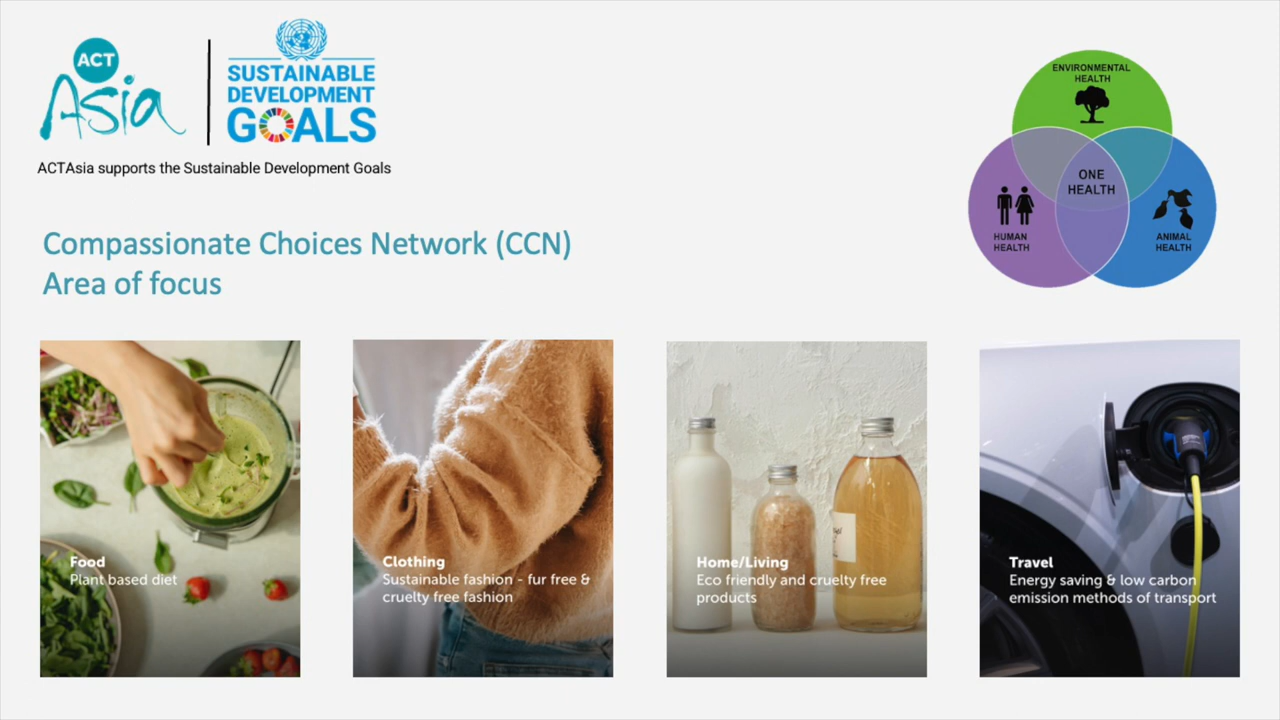 ACT
Asia
SUSTAINABLE
DEVELOPMENT
GOALS
ACTAsia supports the Sustainable Development Goals
ENVIRONMENTAL
HEALTH
ONE
HEALTH
HUMAN
HEALTH
ANIMAL
HEALTH
Compassionate Choices Network (CCN)
Area of focus
Food
Plant based diet
Clothing
Sustainable fashion - fur free &
cruelty free fashion
Home/Living
Eco friendly and cruelty free
products
Travel
Energy saving & low carbon
emission methods of transport